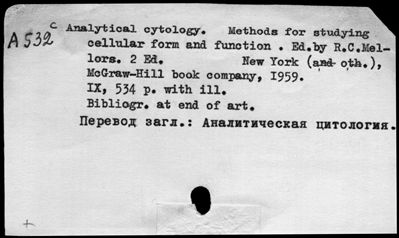 c Analytical cytology. Methods for studying
A 532 cellular form and function . Ed.by R.C.Mel-
lors. 2 Ed. New York (and oth.),
McGraw-Hill book company, 1959.
IX, 534 p. with ill.
Bibliogr. at end of art.
Перевод загл.: Аналитическая цитология.